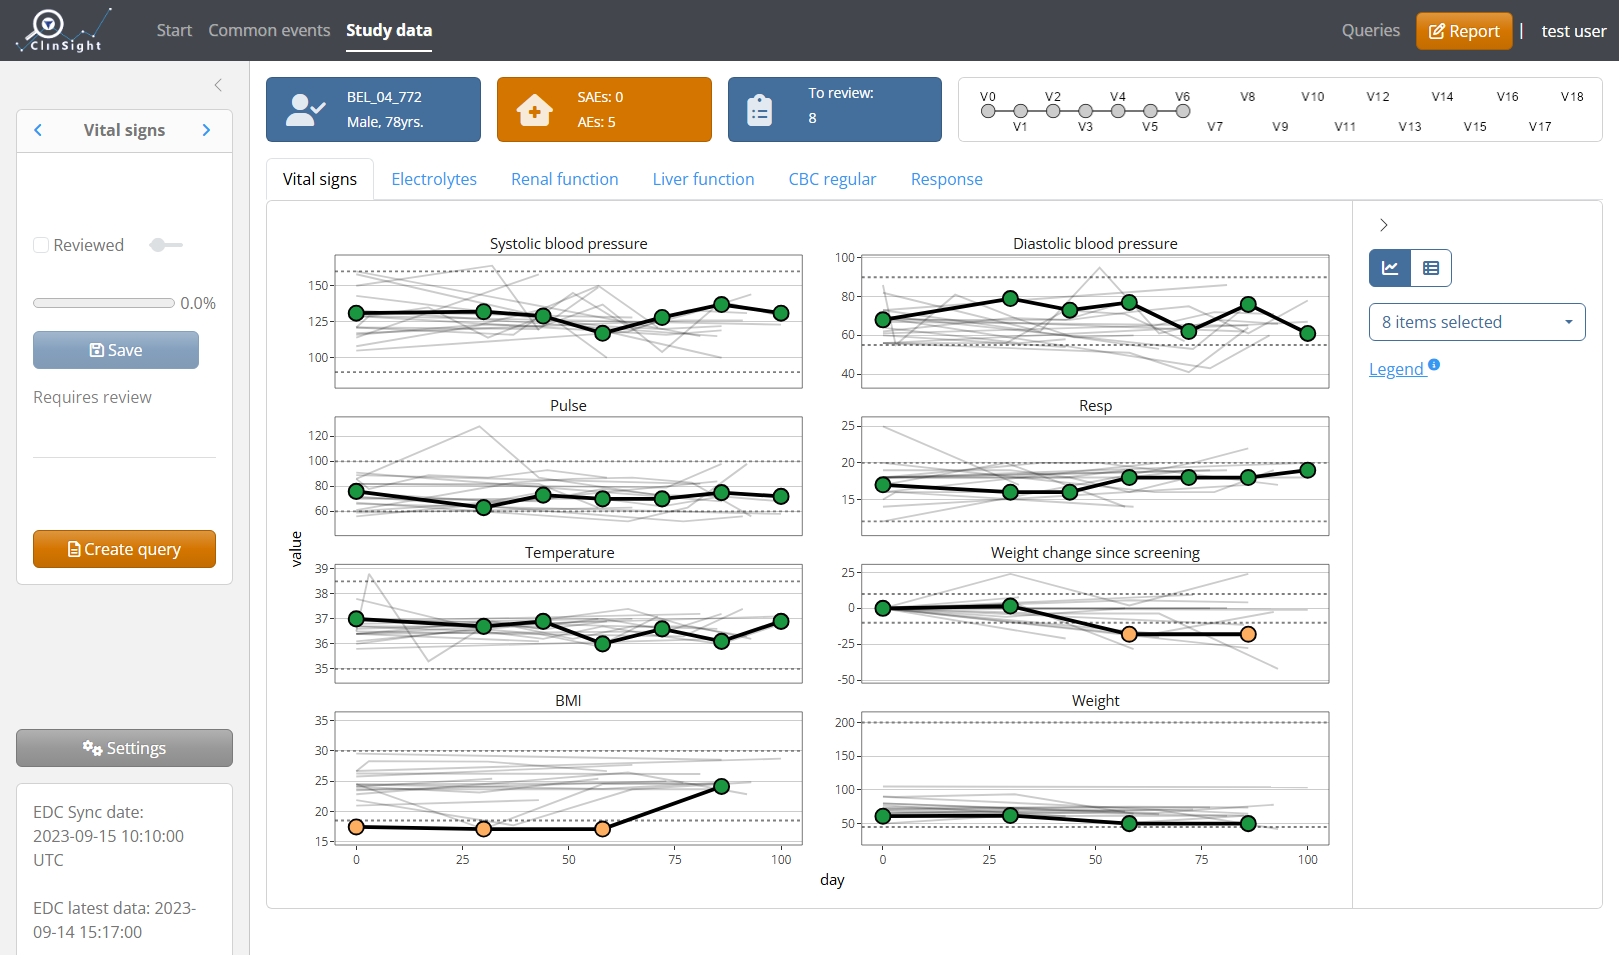 ClinSight
Start Common events Study data
Queries Report | test user
Vital signs
Reviewed
0.0%
Save
Requires review
Create query
Settings
EDC Sync date:
2023-09-15 10:10:00
UTC
EDC latest data: 2023-
09-14 15:17:00
BEL_04_772
Male, 78yrs.
SAEs: 0
AEs: 5
To review:
8
V0 V2 V4 V6 V8 V10 V12 V14 V16 V18
V1 V3 V5 V7 V9 V11 V13 V15 V17
Vital signs Electrolytes Renal function Liver function CBC regular Response
Systolic blood pressure
150
125
100
Diastolic blood pressure
100
80
60
40
Pulse
120
100
80
60
Resp
25
20
15
value
Temperature
39
38
37
36
35
Weight change since screening
25
0
-25
-50
BMI
35
30
25
20
15
0 25 50 75 100
Weight
200
150
100
50
0 25 50 75 100
day
8 items selected
Legend